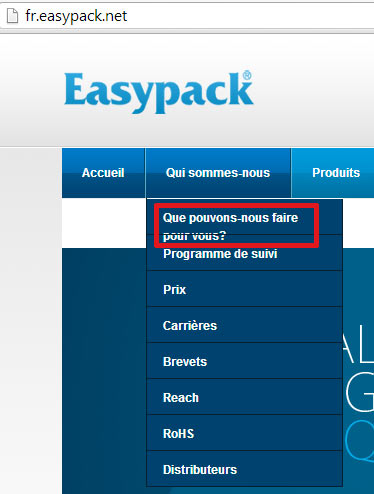 fr.easypack.net
Easypack®
Accueil
Qui sommes-nous
Produits
Que pouvons-nous faire
pour vous?
Programme de suivi
Prix
Carrières
Brevets
Reach
RoHS
Distributeurs
AL
G
Q